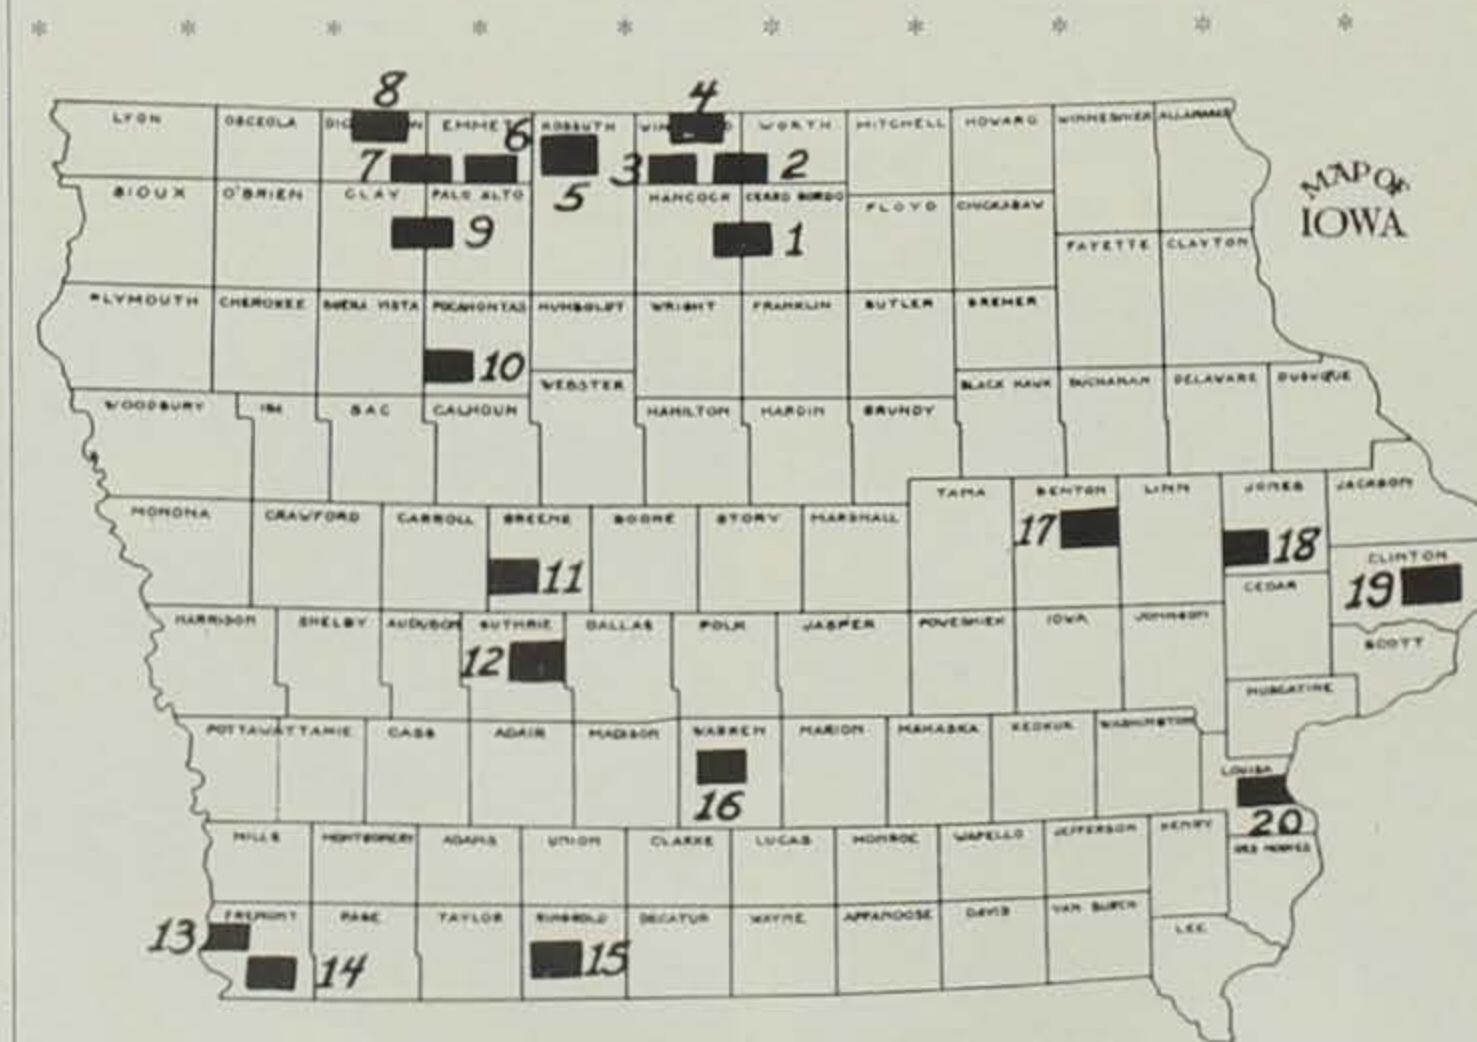 8 4
LYON OSCEOLA EMMET KOSSUTH WORTH MITCHELL HOWARD WINNESHIEK ALLAMAKEE
6
7 3 2
MAP OF
IOWA
SIOUX O'BRIEN CLAY PALO ALTO 5 HANCOCK CERRO GORDO FLOYD CHICKASAW
9 1
FAYETTE CLAYTON
PLYMOUTH CHEROKEE BUENA VISTA POCAHONTAS HUMBOLDT WRIGHT FRANKLIN BUTLER BREMER
10
WEBSTER BLACK HAWK BUCHANAN DELAWARE DUBUQUE
WOODBURY IDA SAC CALHOUN HAMILTON HARDIN GRUNDY
TAMA BENTON LINN JONES JACKSON
MONONA CRAWFORD CARROLL GREENE BOONE STORY MARSHALL
17 18
CLINTON
11 19
CEDAR
HARRISON SHELBY AUDUBON GUTHRIE DALLAS POLK JASPER POWESHIEK IOWA JOHNSON
SCOTT
12
MUSCATINE
POTTAWATTAMIE CASS ADAIR MADISON WARREN MARION MAHASKA KEOKUK WASHINGTON
LOUISA
16
20
MILLS MONTGOMERY ADAMS UNION CLARKE LUCAS MONROE WAPELLO JEFFERSON HENRY
DES MOINES
FREMONT PAGE TAYLOR RINGGOLD DECATUR WAYNE APPANOOSE DAVIS VAN BUREN
LEE
13
14 15